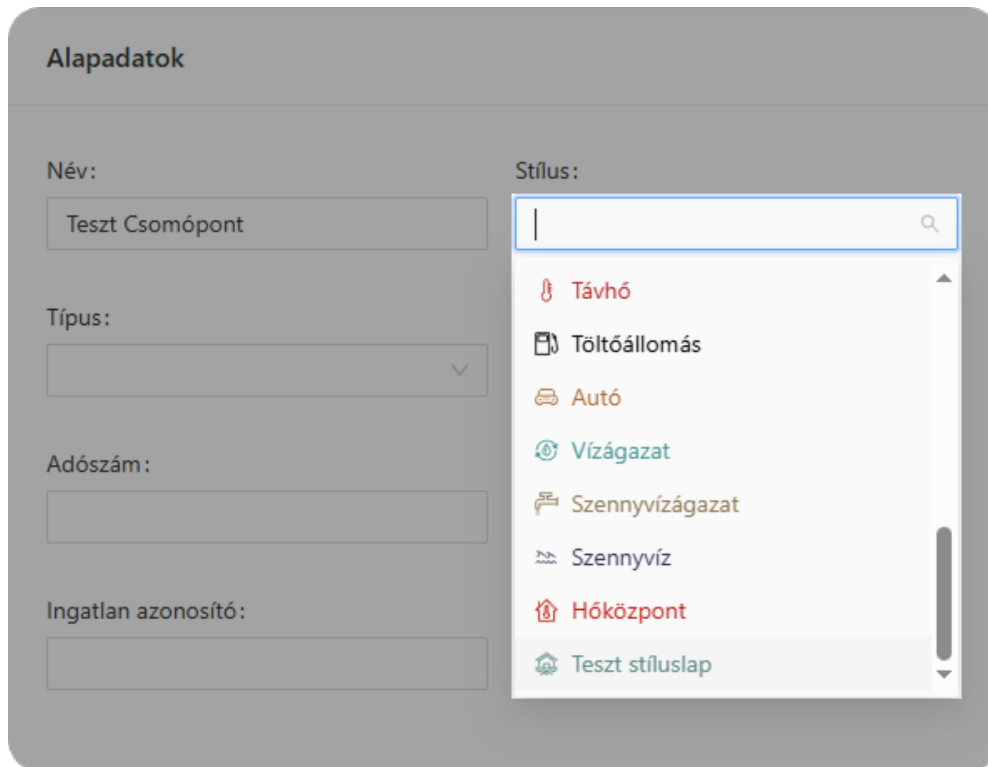 Alapadatok
Név:
Teszt Csomópont
Típus:
Adószám:
Ingatlan azonosító:
Stílus:
Távhő
Töltőállomás
Autó
Vízágazat
Szennyvízágazat
Szennyvíz
Hőközpont
Teszt stíluslap